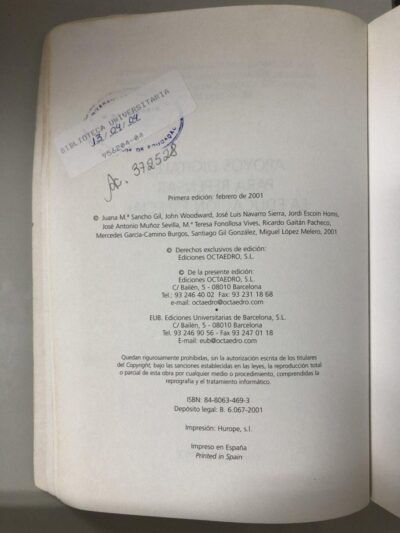 BIBLIOTECA UNIVERSITARIA
13/04/04
956204-04
Ac. 372528
Primera edición: febrero de 2001
© Juana M.ª Sancho Gil, John Woodward, José Luis Navarro Sierra, Jordi Escoin Homs,
José Antonio Muñoz Sevilla, M.ª Teresa Fonollosa Vives, Ricardo Gaitán Pacheco,
Mercedes García-Camino Burgos, Santiago Gil González, Miguel López Melero, 2001
© Derechos exclusivos de edición:
Ediciones OCTAEDRO, S.L.
© De la presente edición:
Ediciones OCTAEDRO, S.L.
C/ Bailén, 5 - 08010 Barcelona
Tel.: 93 246 40 02 Fax: 93 231 18 68
e-mail: octaedro@octaedro.com
•
EUB. Ediciones Universitarias de Barcelona, S.L.
C/ Bailén, 5 - 08010 Barcelona
Tel: 93 246 90 56 - Fax 93 247 01 18
E-mail: eub@octaedro.com
Quedan rigurosamente prohibidas, sin la autorización escrita de los titulares
del Copyright, bajo las sanciones establecidas en las leyes, la reproducción total
o parcial de esta obra por cualquier medio o procedimiento, comprendidas la
reprografía y el tratamiento informático.
ISBN: 84-8063-469-3
Depósito legal: B. 6.067-2001
Impresión: Hurope, s.l.
Impreso en España
Printed in Spain